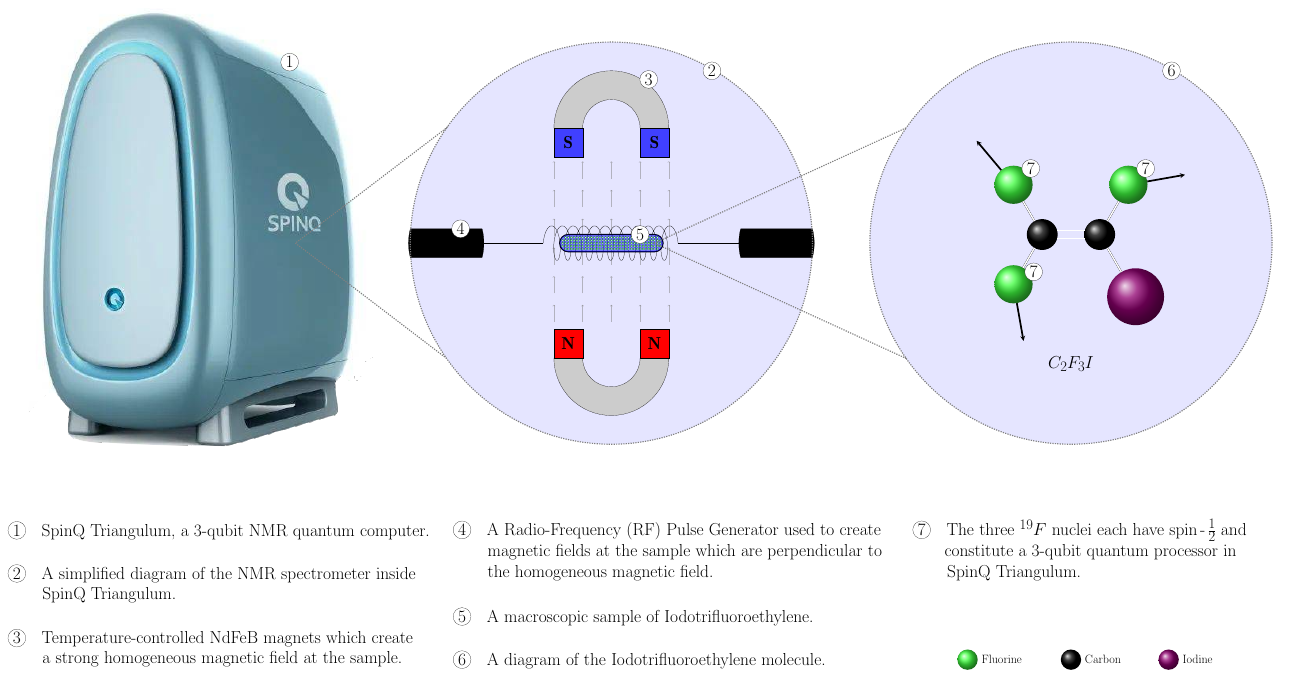 1
SPINQ
2
3
S S
4
5
N N
6
7 7
7
C₂F₃I
① SpinQ Triangulum, a 3-qubit NMR quantum computer.
② A simplified diagram of the NMR spectrometer inside
SpinQ Triangulum.
③ Temperature-controlled NdFeB magnets which create
a strong homogeneous magnetic field at the sample.
④ A Radio-Frequency (RF) Pulse Generator used to create
magnetic fields at the sample which are perpendicular to
the homogeneous magnetic field.
⑤ A macroscopic sample of Iodotrifluoroethylene.
⑥ A diagram of the Iodotrifluoroethylene molecule.
⑦ The three ¹⁹F nuclei each have spin-½ and
constitute a 3-qubit quantum processor in
SpinQ Triangulum.
Fluorine Carbon Iodine